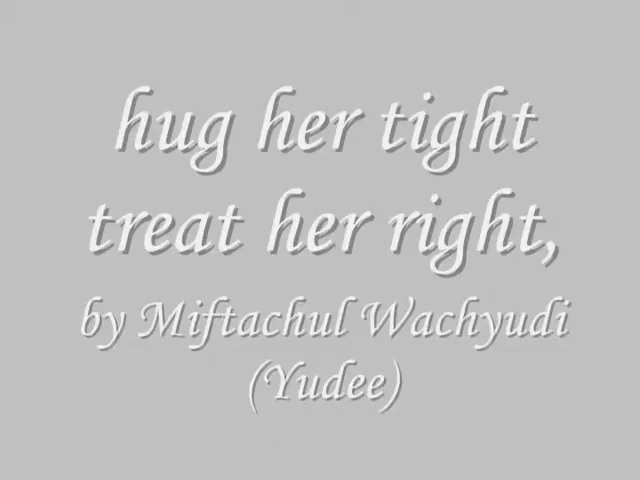 hug her tight
treat her right,
by Miftachul Wachyudi
(Yudee)